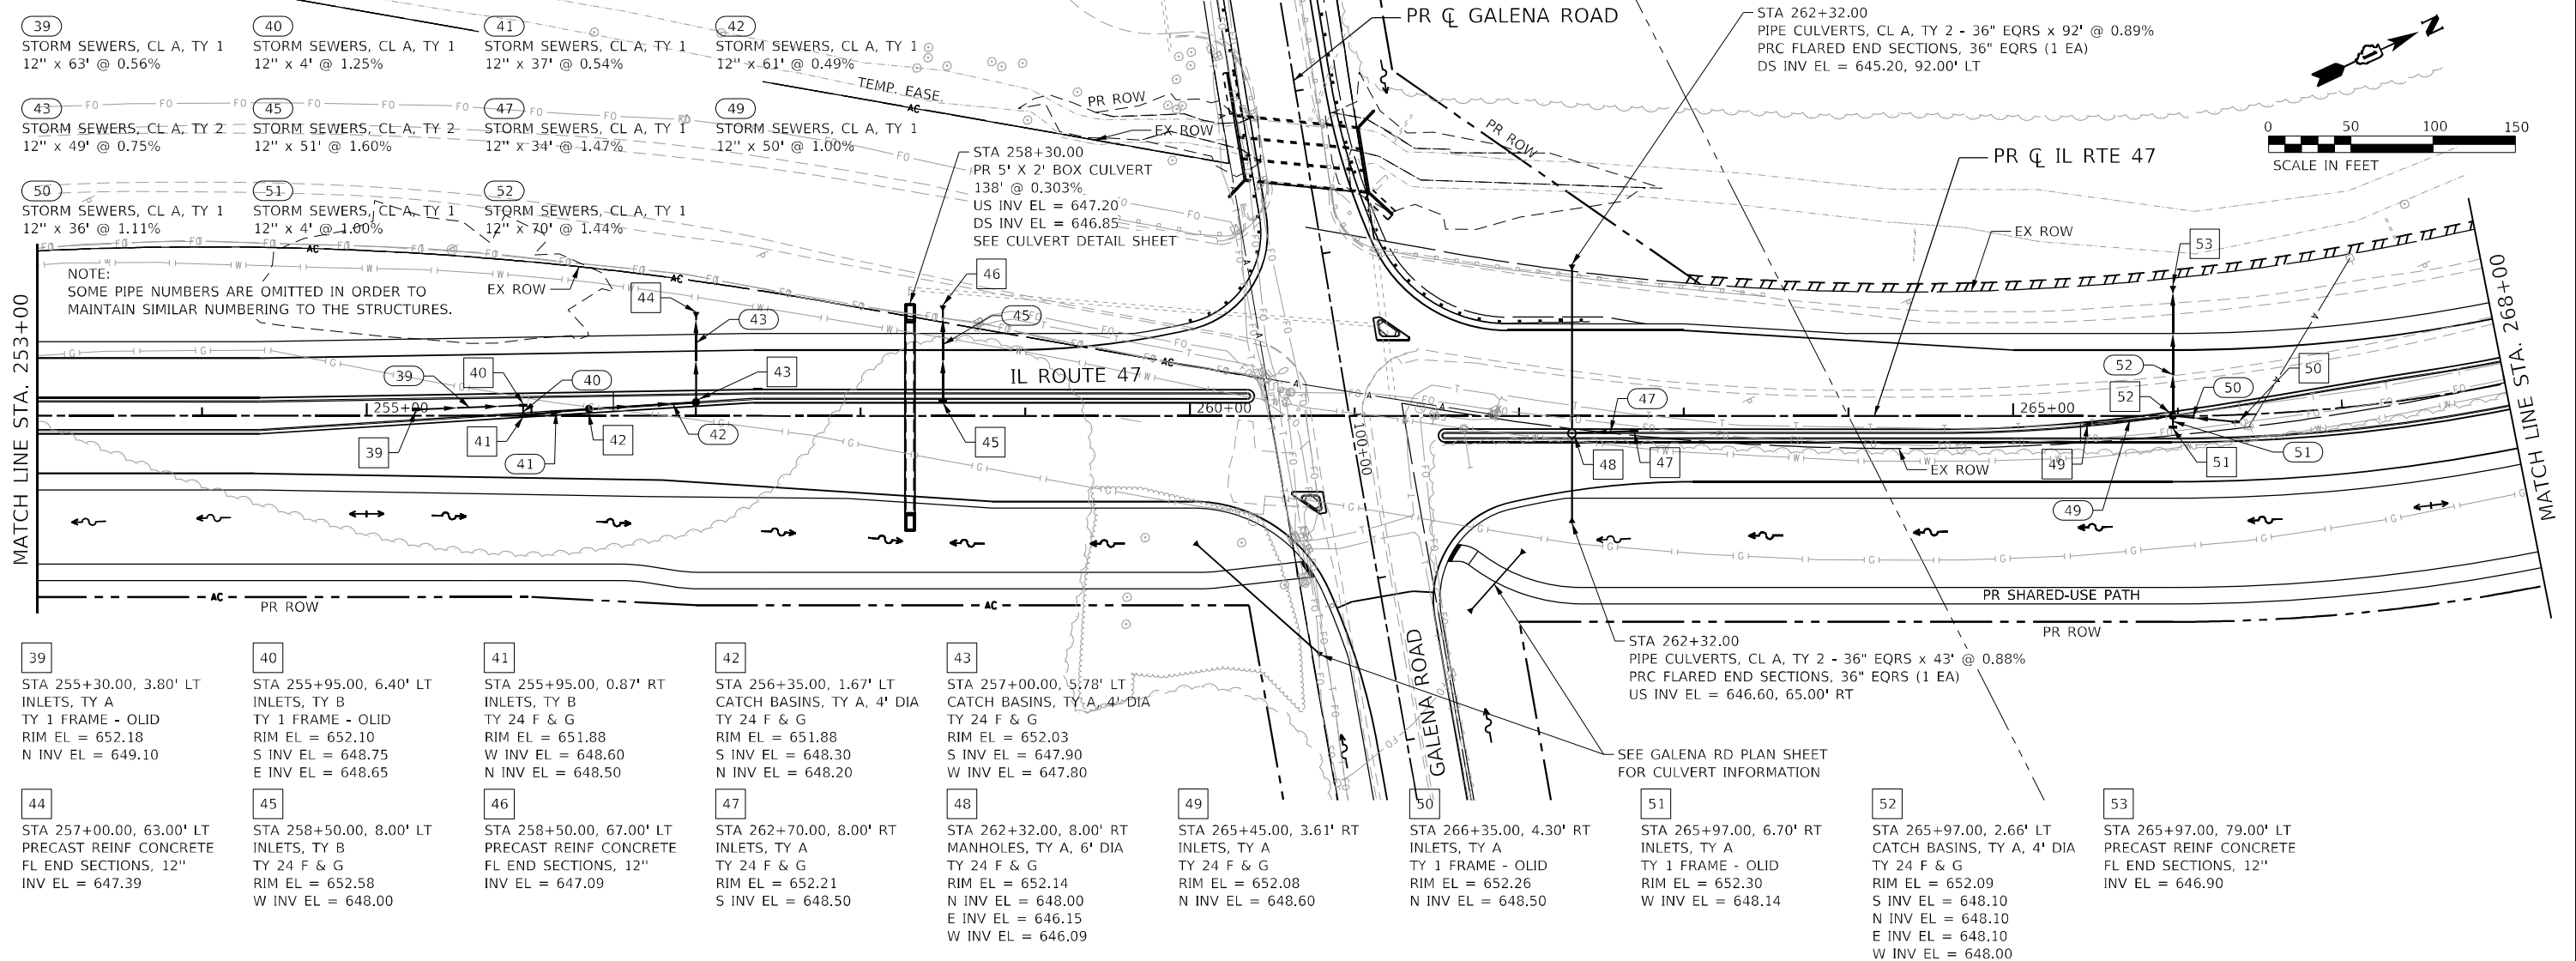 39
STORM SEWERS, CL A, TY 1
12" x 63' @ 0.56%
40
STORM SEWERS, CL A, TY 1
12" x 4' @ 1.25%
41
STORM SEWERS, CL A, TY 1
12" x 37' @ 0.54%
42
STORM SEWERS, CL A, TY 1
12" x 61' @ 0.49%
43
STORM SEWERS, CL A, TY 2
12" x 49' @ 0.75%
45
STORM SEWERS, CL A, TY 2
12" x 51' @ 1.60%
47
STORM SEWERS, CL A, TY 1
12" x 34' @ 1.47%
49
STORM SEWERS, CL A, TY 1
12" x 50' @ 1.00%
50
STORM SEWERS, CL A, TY 1
12" x 36' @ 1.11%
51
STORM SEWERS, CL A, TY 1
12" x 4' @ 1.00%
52
STORM SEWERS, CL A, TY 1
12" x 70' @ 1.44%
NOTE:
SOME PIPE NUMBERS ARE OMITTED IN ORDER TO
MAINTAIN SIMILAR NUMBERING TO THE STRUCTURES.
TEMP. EASE.
AC
PR ROW
EX ROW
STA 258+30.00
PR 5' X 2' BOX CULVERT
138' @ 0.303%
US INV EL = 647.20
DS INV EL = 646.85
SEE CULVERT DETAIL SHEET
PR ℄ GALENA ROAD
STA 262+32.00
PIPE CULVERTS, CL A, TY 2 - 36" EQRS x 92' @ 0.89%
PRC FLARED END SECTIONS, 36" EQRS (1 EA)
DS INV EL = 645.20, 92.00' LT
N
0 50 100 150
SCALE IN FEET
PR ROW
PR ℄ IL RTE 47
EX ROW
53
MATCH LINE STA. 253+00
MATCH LINE STA. 268+00
AC
AC
EX ROW
44
43
46
45
39
40
40
43
IL ROUTE 47
AC
255+00
260+00
265+00
100+00
39
41
41
42
42
45
47
48
47
EX ROW
52
52
50
50
49
49
51
51
AC
PR ROW
AC
PR SHARED-USE PATH
PR ROW
GALENA ROAD
STA 262+32.00
PIPE CULVERTS, CL A, TY 2 - 36" EQRS x 43' @ 0.88%
PRC FLARED END SECTIONS, 36" EQRS (1 EA)
US INV EL = 646.60, 65.00' RT
SEE GALENA RD PLAN SHEET
FOR CULVERT INFORMATION
39
STA 255+30.00, 3.80' LT
INLETS, TY A
TY 1 FRAME - OLID
RIM EL = 652.18
N INV EL = 649.10
40
STA 255+95.00, 6.40' LT
INLETS, TY B
TY 1 FRAME - OLID
RIM EL = 652.10
S INV EL = 648.75
E INV EL = 648.65
41
STA 255+95.00, 0.87' RT
INLETS, TY B
TY 24 F & G
RIM EL = 651.88
W INV EL = 648.60
N INV EL = 648.50
42
STA 256+35.00, 1.67' LT
CATCH BASINS, TY A, 4' DIA
TY 24 F & G
RIM EL = 651.88
S INV EL = 648.30
N INV EL = 648.20
43
STA 257+00.00, 5.78' LT
CATCH BASINS, TY A, 4' DIA
TY 24 F & G
RIM EL = 652.03
S INV EL = 647.90
W INV EL = 647.80
44
STA 257+00.00, 63.00' LT
PRECAST REINF CONCRETE
FL END SECTIONS, 12"
INV EL = 647.39
45
STA 258+50.00, 8.00' LT
INLETS, TY B
TY 24 F & G
RIM EL = 652.58
W INV EL = 648.00
46
STA 258+50.00, 67.00' LT
PRECAST REINF CONCRETE
FL END SECTIONS, 12"
INV EL = 647.09
47
STA 262+70.00, 8.00' RT
INLETS, TY A
TY 24 F & G
RIM EL = 652.21
S INV EL = 648.50
48
STA 262+32.00, 8.00' RT
MANHOLES, TY A, 6' DIA
TY 24 F & G
RIM EL = 652.14
N INV EL = 648.00
E INV EL = 646.15
W INV EL = 646.09
49
STA 265+45.00, 3.61' RT
INLETS, TY A
TY 24 F & G
RIM EL = 652.08
N INV EL = 648.60
50
STA 266+35.00, 4.30' RT
INLETS, TY A
TY 1 FRAME - OLID
RIM EL = 652.26
N INV EL = 648.50
51
STA 265+97.00, 6.70' RT
INLETS, TY A
TY 1 FRAME - OLID
RIM EL = 652.30
W INV EL = 648.14
52
STA 265+97.00, 2.66' LT
CATCH BASINS, TY A, 4' DIA
TY 24 F & G
RIM EL = 652.09
S INV EL = 648.10
N INV EL = 648.10
E INV EL = 648.10
W INV EL = 648.00
53
STA 265+97.00, 79.00' LT
PRECAST REINF CONCRETE
FL END SECTIONS, 12"
INV EL = 646.90